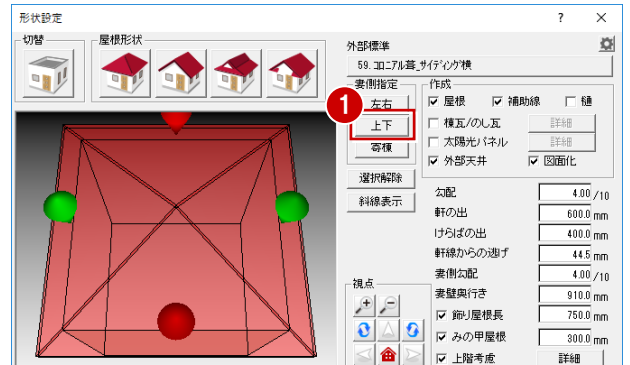 形状設定 ? ×
切替 屋根形状
外部標準
59. コロニアル葺_サイディング横
妻側指定 作成
1 左右 屋根 補助線 樋
上下 棟瓦/のし瓦 詳細
寄棟 太陽光パネル 詳細
外部天井 図面化
選択解除
斜線表示
勾配 4.00 /10
軒の出 600.0 mm
けらばの出 400.0 mm
軒線からの逃げ 44.5 mm
妻側勾配 4.00 /10
視点 妻壁奥行き 910.0 mm
飾り屋根長 750.0 mm
みの甲屋根 300.0 mm
上階考慮 詳細